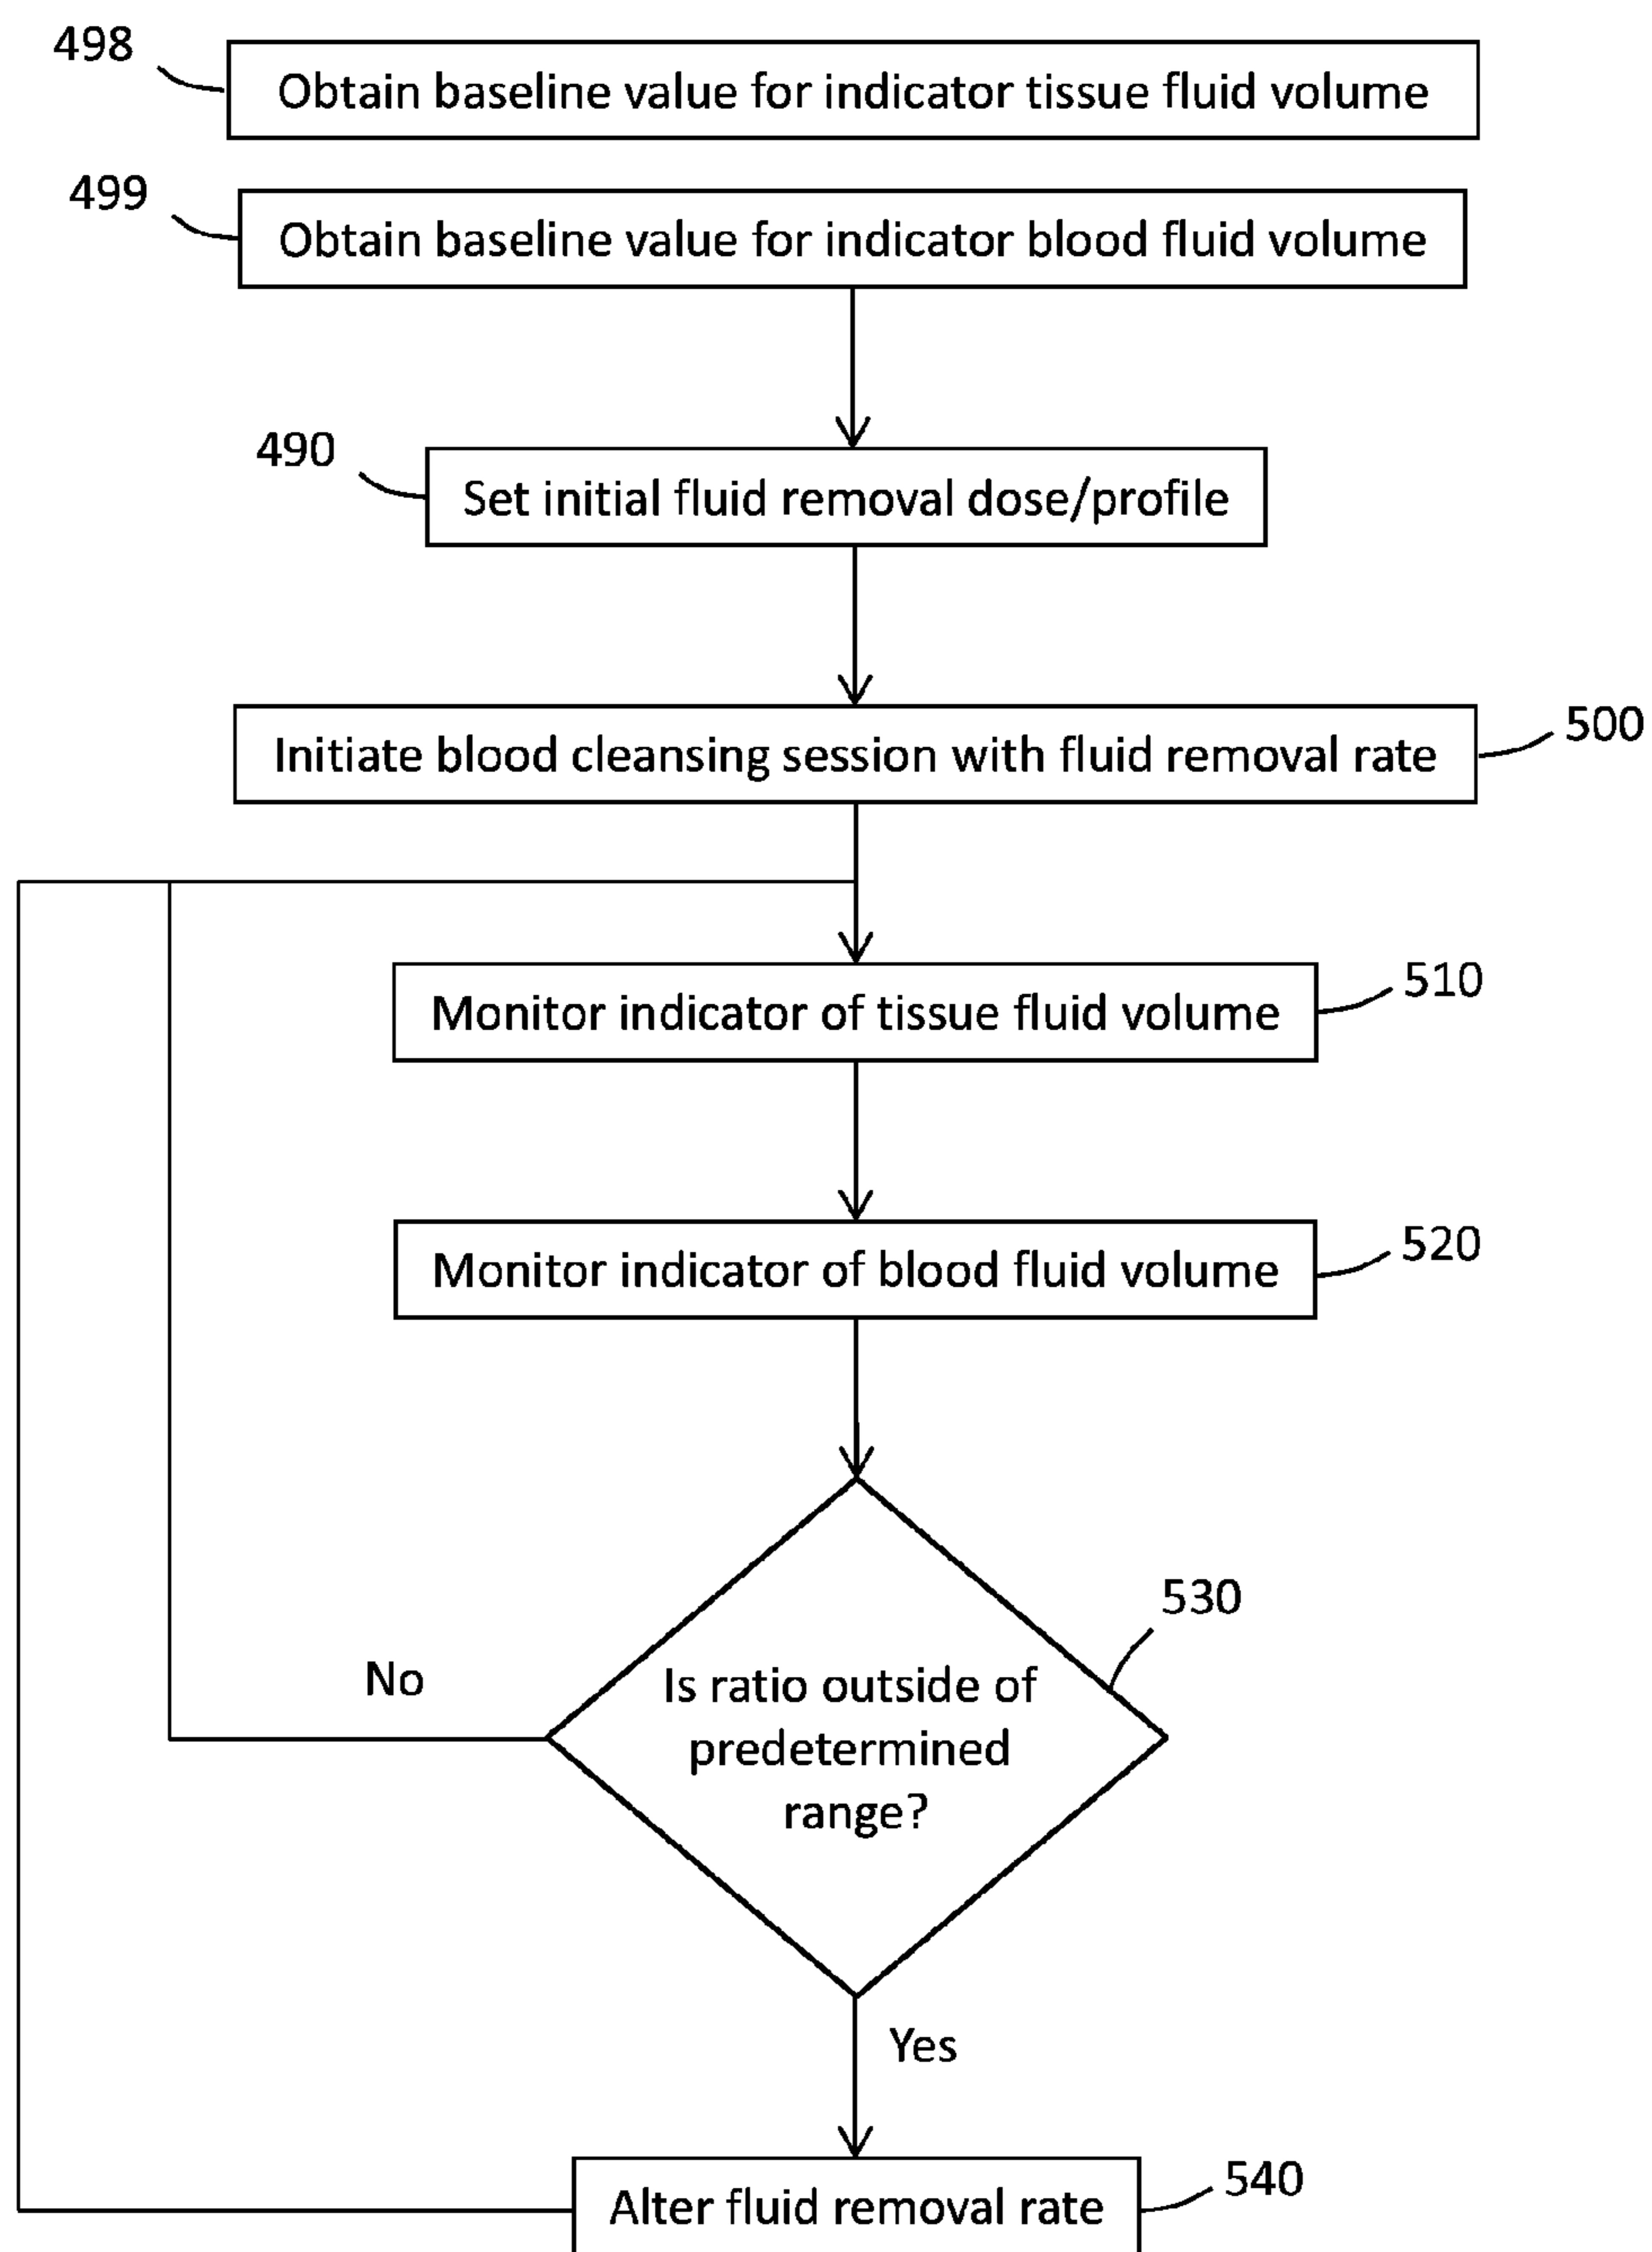 498
Obtain baseline value for indicator tissue fluid volume
499
Obtain baseline value for indicator blood fluid volume
490
Set initial fluid removal dose/profile
500
Initiate blood cleansing session with fluid removal rate
510
Monitor indicator of tissue fluid volume
520
Monitor indicator of blood fluid volume
530
No
Is ratio outside of
predetermined
range?
Yes
540
Alter fluid removal rate